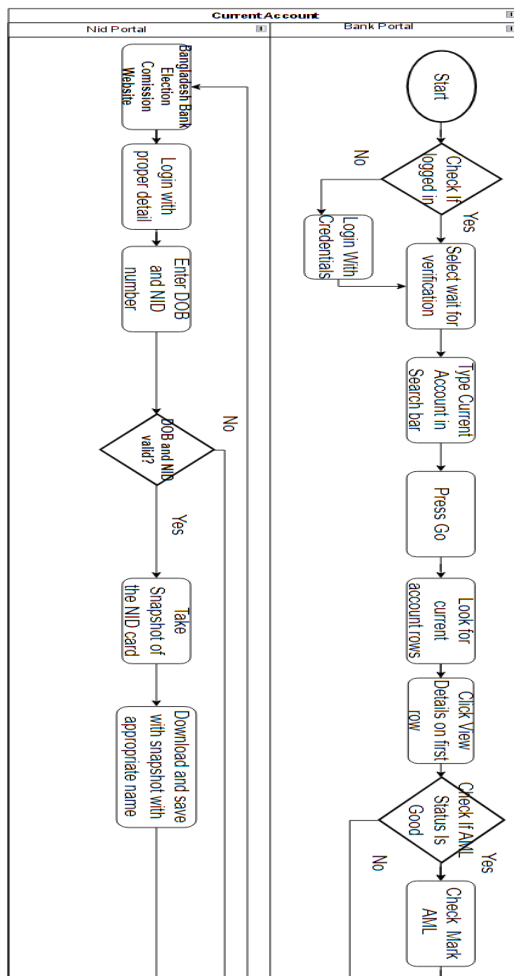 Current Account
Nid Portal
Bank Portal
Start
Check If
logged in
No
Yes
Login With
Credentials
Select wait for
verification
Type Current
Account in
Search bar
Press Go
Look for
current
account rows
Click View
Details on first
row
Check If AML
Status Is
Good
Yes
No
Check Mark
AML
Bangladesh Bank
Election
Comission
Website
Login with
proper detail
Enter DOB
and NID
number
DOB and NID
valid?
No
Yes
Take
Snapshot of
the NID card
Download and save
with snapshot with
appropriate name